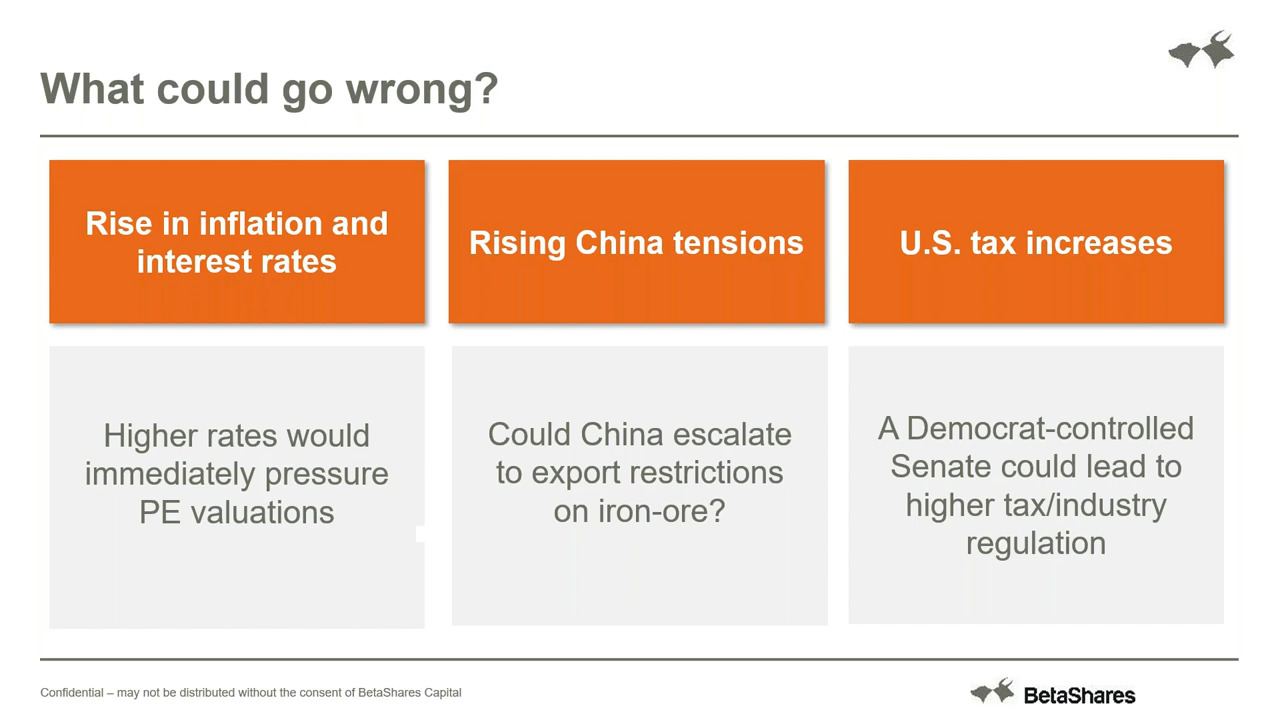 What could go wrong?
Rise in inflation and
interest rates
Rising China tensions
U.S. tax increases
Higher rates would
immediately pressure
PE valuations
Could China escalate
to export restrictions
on iron-ore?
A Democrat-controlled
Senate could lead to
higher tax/industry
regulation
Confidential – may not be distributed without the consent of BetaShares Capital
BetaShares